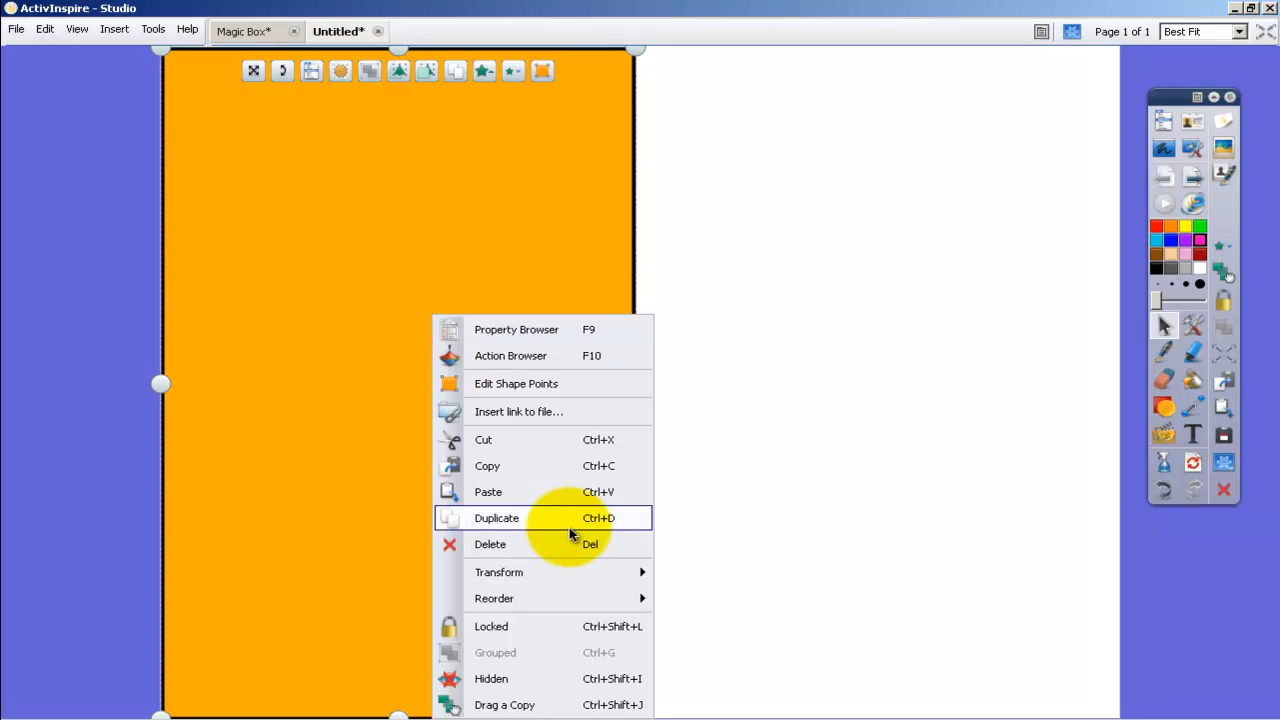 ActivInspire - Studio
File Edit View Insert Tools Help Magic Box* Untitled* Page 1 of 1 Best Fit
Property Browser F9
Action Browser F10
Edit Shape Points
Insert link to file...
Cut Ctrl+X
Copy Ctrl+C
Paste Ctrl+V
Duplicate Ctrl+D
Delete Del
Transform
Reorder
Locked Ctrl+Shift+L
Grouped Ctrl+G
Hidden Ctrl+Shift+I
Drag a Copy Ctrl+Shift+J